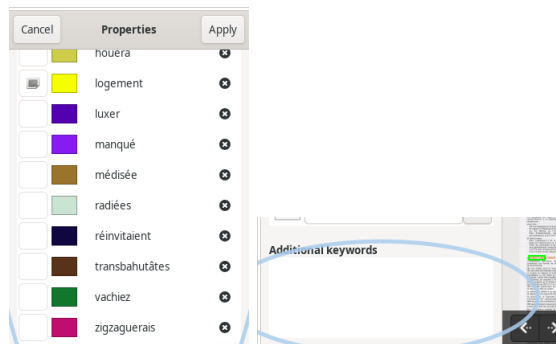 Cancel Properties Apply
houera
logement
luxer
manqué
médisée
radiées
réinvitaient
transbahutâtes
vachiez
zigzaguerais
Additional keywords